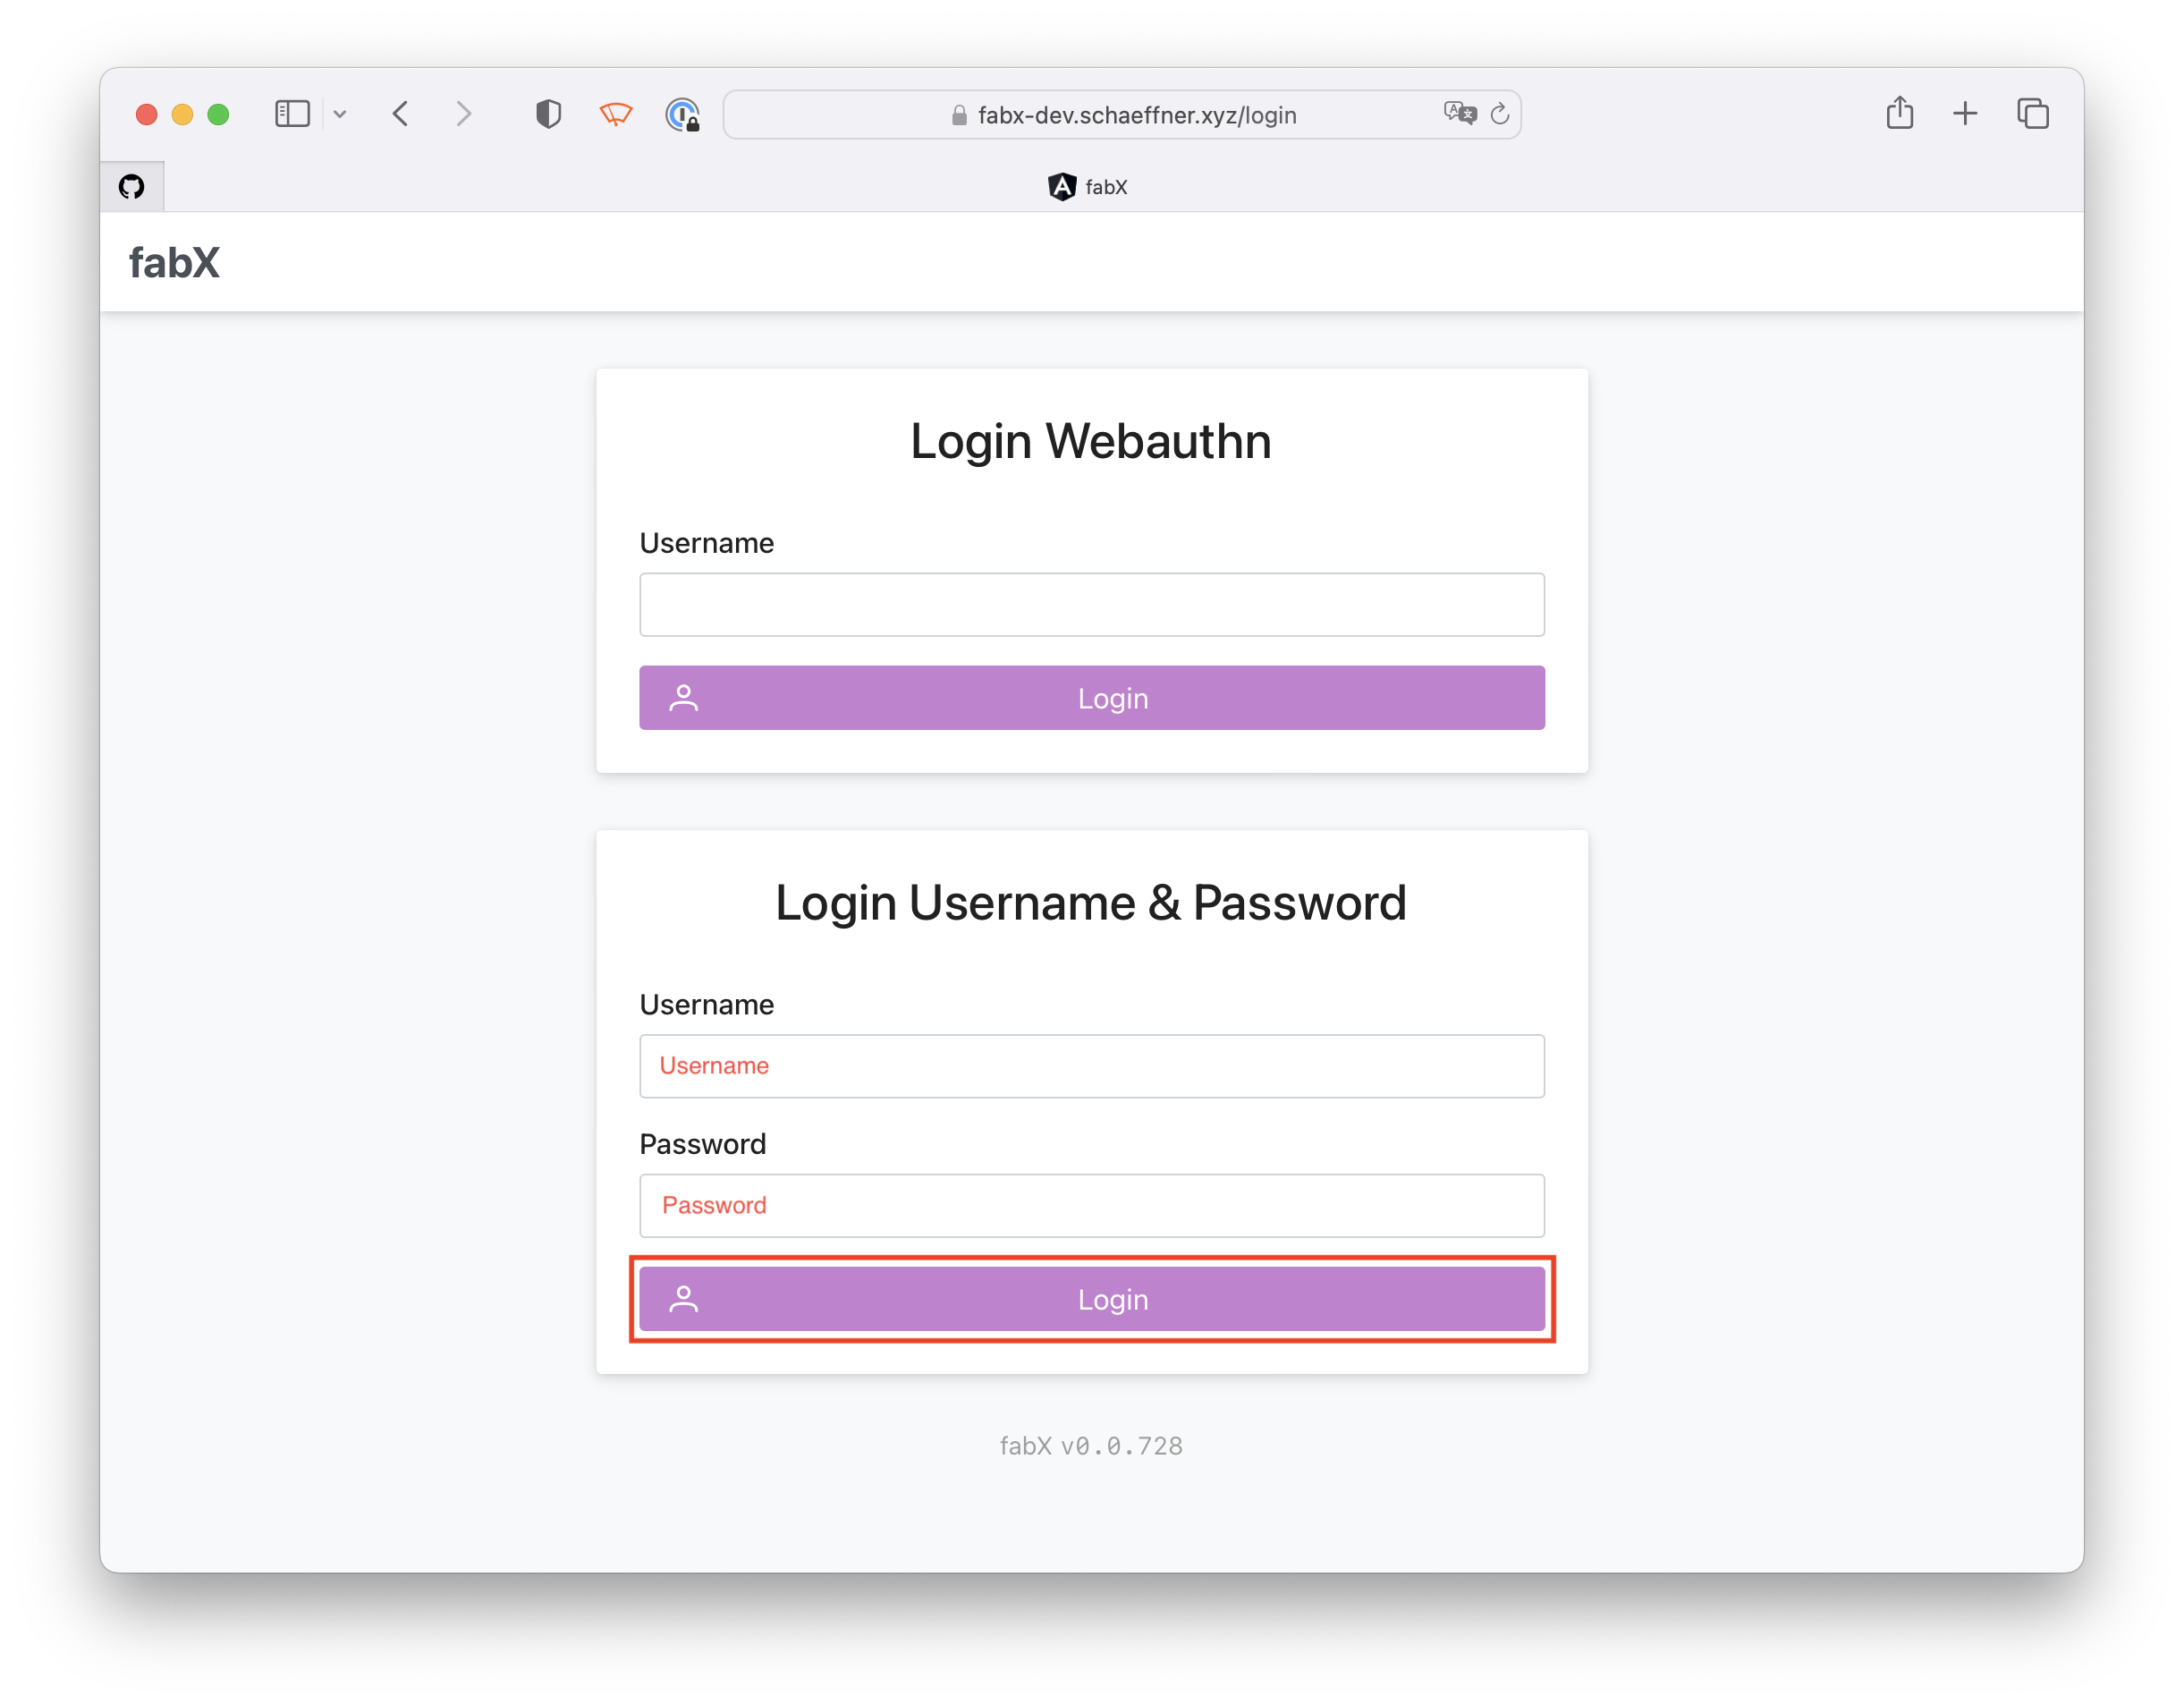 fabx-dev.schaeffner.xyz/login
fabX
fabX
Login Webauthn
Username
Login
Login Username & Password
Username
Username
Password
Password
Login
fabX v0.0.728